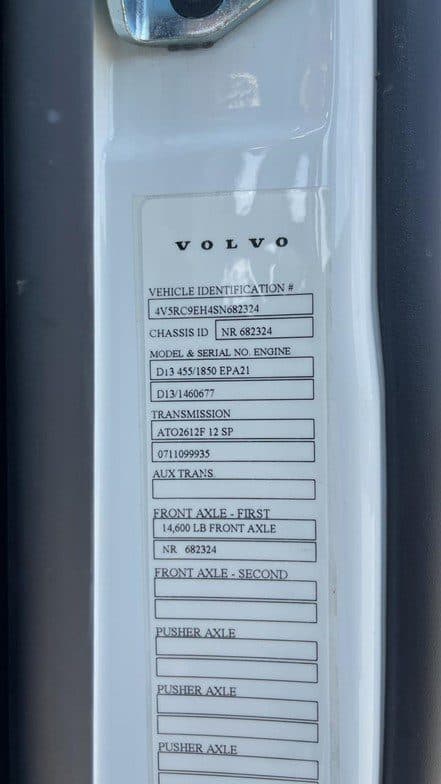 VOLVO
VEHICLE IDENTIFICATION #
4V5RC9EH4SN682324
CHASSIS ID NR 682324
MODEL & SERIAL NO. ENGINE
D13 455/1850 EPA21
D13/1460677
TRANSMISSION
ATO2612F 12 SP
0711099935
AUX TRANS.
FRONT AXLE - FIRST
14,600 LB FRONT AXLE
NR 682324
FRONT AXLE - SECOND
PUSHER AXLE
PUSHER AXLE
PUSHER AXLE